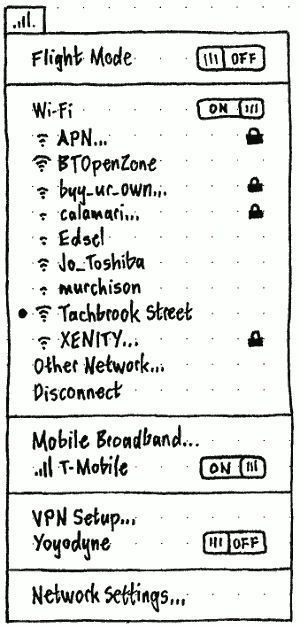 Flight Mode OFF
Wi-Fi ON
APN...
BTOpenZone
buy_ur_own...
calamari...
Edsel
Jo_Toshiba
murchison
Tachbrook Street
XENITY...
Other Network...
Disconnect
Mobile Broadband...
T-Mobile ON
VPN Setup...
Yoyodyne OFF
Network Settings...